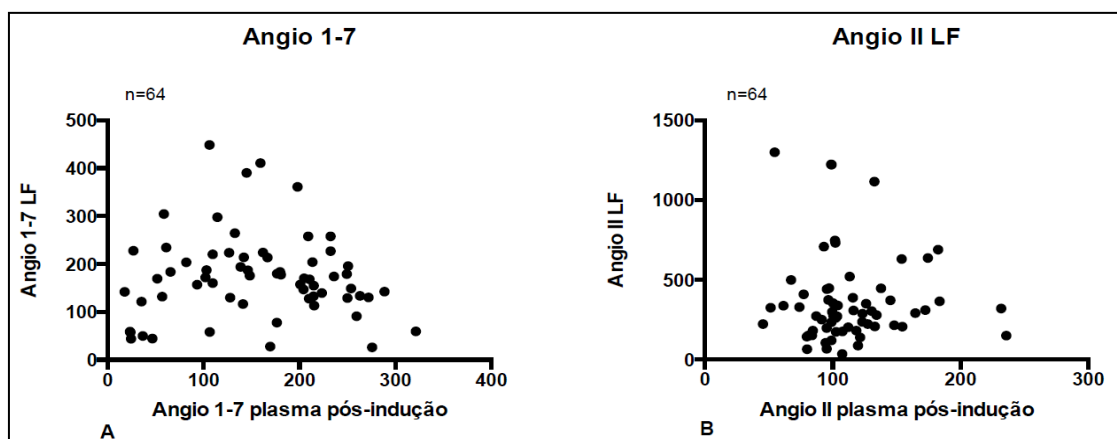 Angio 1-7
n=64
500
400
300
200
100
0
0 100 200 300 400
Angio 1-7 LF
Angio 1-7 plasma pós-indução
A
Angio II LF
n=64
1500
1000
500
0
0 100 200 300
Angio II LF
Angio II plasma pós-indução
B